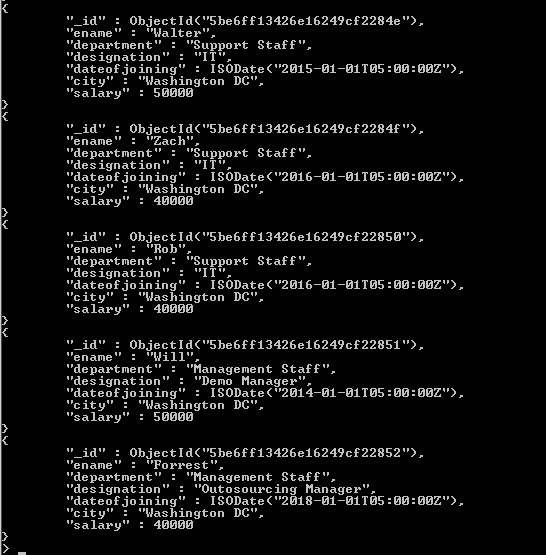 {
"_id" : ObjectId("5be6ff13426e16249cf2284e"),
"ename" : "Walter",
"department" : "Support Staff",
"designation" : "IT",
"dateofjoining" : ISODate("2015-01-01T05:00:00Z"),
"city" : "Washington DC",
"salary" : 50000
}
{
"_id" : ObjectId("5be6ff13426e16249cf2284f"),
"ename" : "Zach",
"department" : "Support Staff",
"designation" : "IT",
"dateofjoining" : ISODate("2016-01-01T05:00:00Z"),
"city" : "Washington DC",
"salary" : 40000
}
{
"_id" : ObjectId("5be6ff13426e16249cf22850"),
"ename" : "Rob",
"department" : "Support Staff",
"designation" : "IT",
"dateofjoining" : ISODate("2016-01-01T05:00:00Z"),
"city" : "Washington DC",
"salary" : 40000
}
{
"_id" : ObjectId("5be6ff13426e16249cf22851"),
"ename" : "Will",
"department" : "Management Staff",
"designation" : "Demo Manager",
"dateofjoining" : ISODate("2014-01-01T05:00:00Z"),
"city" : "Washington DC",
"salary" : 50000
}
{
"_id" : ObjectId("5be6ff13426e16249cf22852"),
"ename" : "Forrest",
"department" : "Management Staff",
"designation" : "Outosourcing Manager",
"dateofjoining" : ISODate("2018-01-01T05:00:00Z"),
"city" : "Washington DC",
"salary" : 40000
}
> _